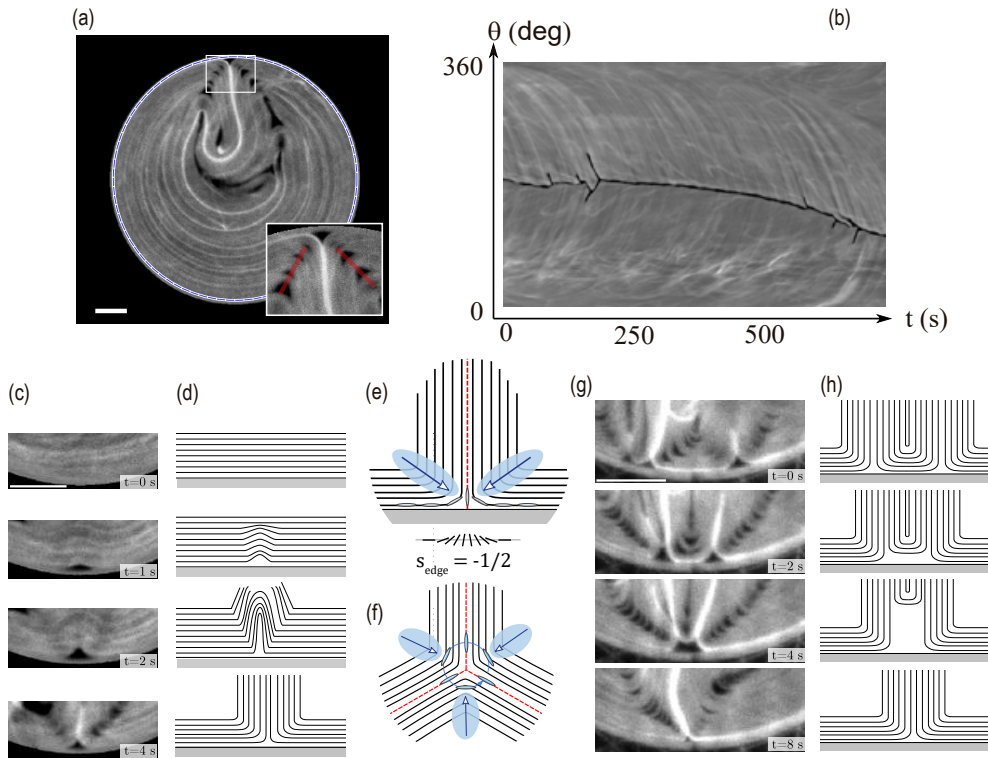 (a)
(b)
θ (deg)
360
0
0
250
500
t (s)
(c)
(d)
(e)
(g)
(h)
t=0 s
t=1 s
t=2 s
t=4 s
s_edge = -1/2
(f)
t=0 s
t=2 s
t=4 s
t=8 s